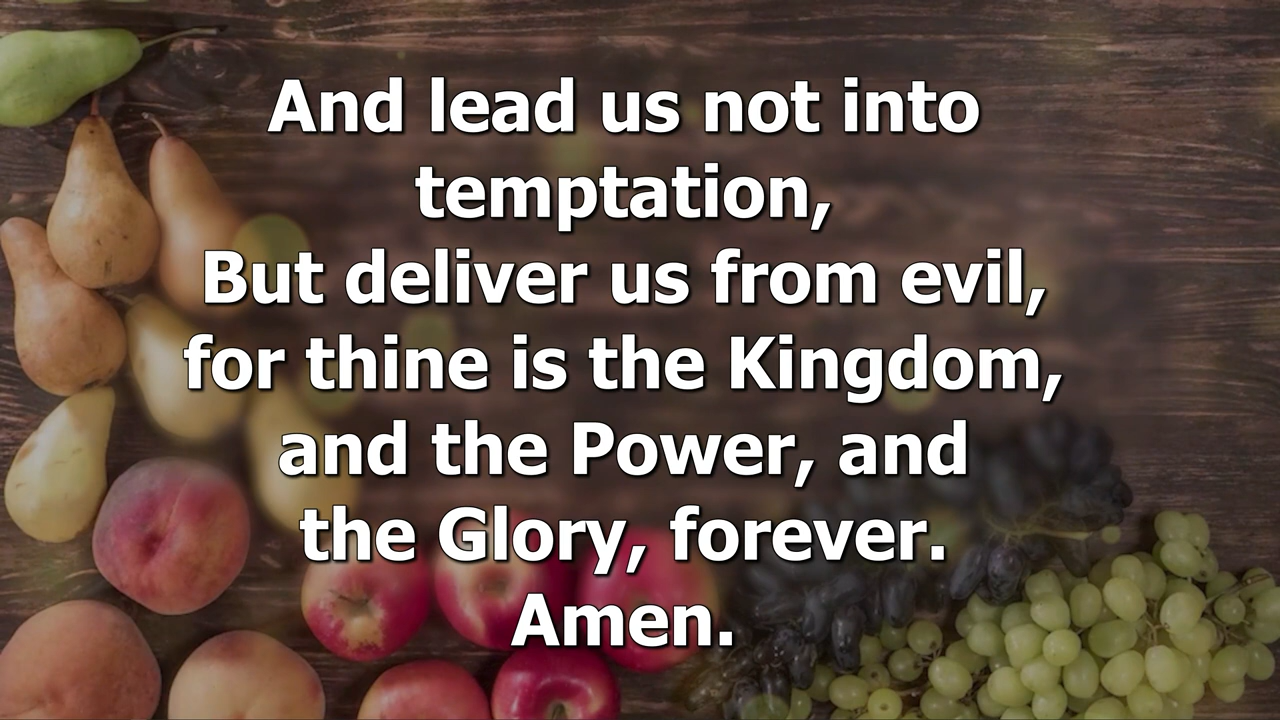 And lead us not into
temptation,
But deliver us from evil,
for thine is the Kingdom,
and the Power, and
the Glory, forever.
Amen.